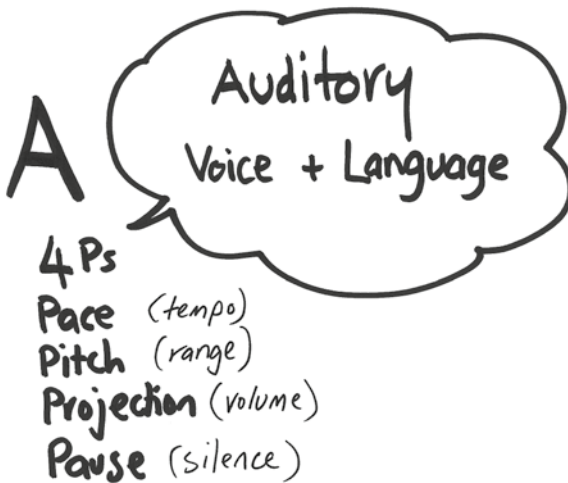 A
Auditory
Voice + Language
4 Ps
Pace (tempo)
Pitch (range)
Projection (volume)
Pause (silence)